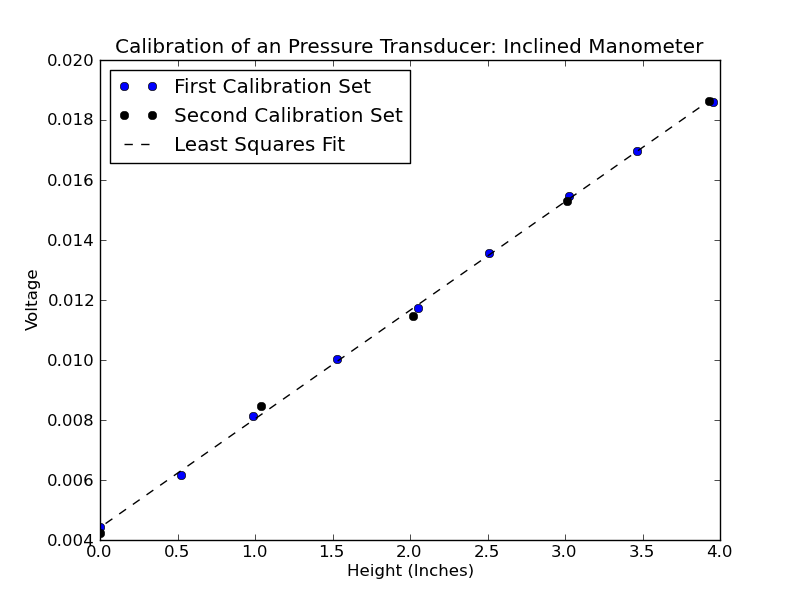 Calibration of an Pressure Transducer: Inclined Manometer
0.020
0.018
0.016
0.014
0.012
0.010
0.008
0.006
0.004
Voltage
First Calibration Set
Second Calibration Set
Least Squares Fit
0.0 0.5 1.0 1.5 2.0 2.5 3.0 3.5 4.0
Height (Inches)